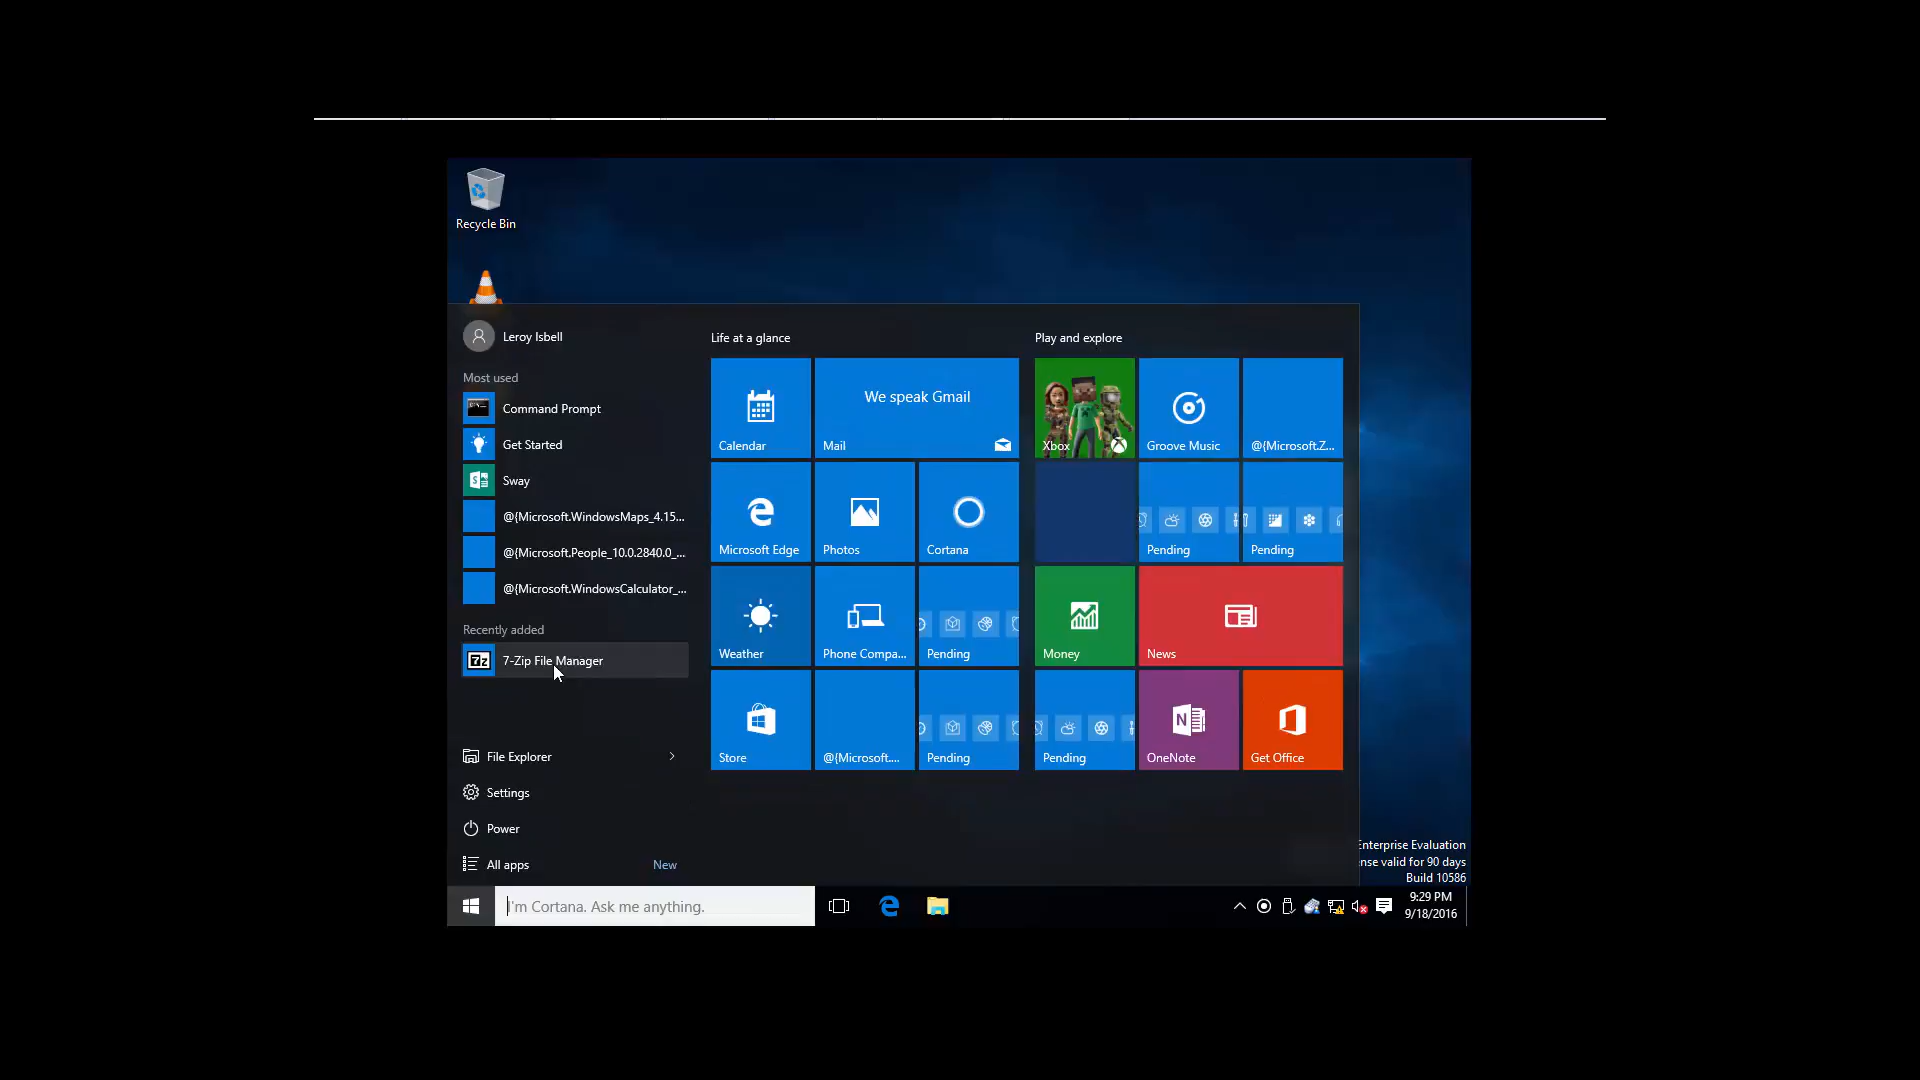 Recycle Bin
Leroy Isbell
Most used
Command Prompt
Get Started
Sway
@{Microsoft.WindowsMaps_4.15...
@{Microsoft.People_10.0.2840.0_...
@{Microsoft.WindowsCalculator_...
Recently added
7-Zip File Manager
File Explorer
Settings
Power
All apps
New
Life at a glance
Calendar
We speak Gmail
Mail
Microsoft Edge
Photos
Cortana
Weather
Phone Compa...
Pending
Store
@{Microsoft....
Pending
Play and explore
Xbox
Groove Music
@{Microsoft.Z...
Pending
Pending
Money
News
Pending
OneNote
Get Office
Enterprise Evaluation
nse valid for 90 days
Build 10586
I'm Cortana. Ask me anything.
9:29 PM
9/18/2016